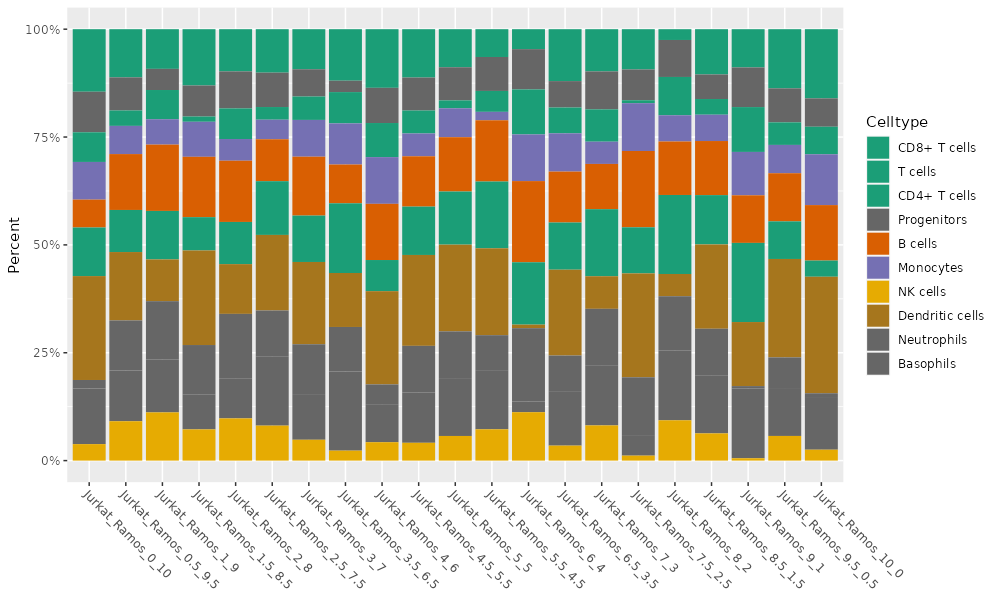 100%
75%
50%
25%
0%
Percent
Jurkat_Ramos_0_10
Jurkat_Ramos_0.5_9.5
Jurkat_Ramos_1_9
Jurkat_Ramos_1.5_8.5
Jurkat_Ramos_2_8
Jurkat_Ramos_2.5_7.5
Jurkat_Ramos_3_7
Jurkat_Ramos_3.5_6.5
Jurkat_Ramos_4_6
Jurkat_Ramos_4.5_5.5
Jurkat_Ramos_5_5
Jurkat_Ramos_5.5_4.5
Jurkat_Ramos_6_4
Jurkat_Ramos_6.5_3.5
Jurkat_Ramos_7_3
Jurkat_Ramos_7.5_2.5
Jurkat_Ramos_8_2
Jurkat_Ramos_8.5_1.5
Jurkat_Ramos_9_1
Jurkat_Ramos_9.5_0.5
Jurkat_Ramos_10_0
Celltype
CD8+ T cells
T cells
CD4+ T cells
Progenitors
B cells
Monocytes
NK cells
Dendritic cells
Neutrophils
Basophils